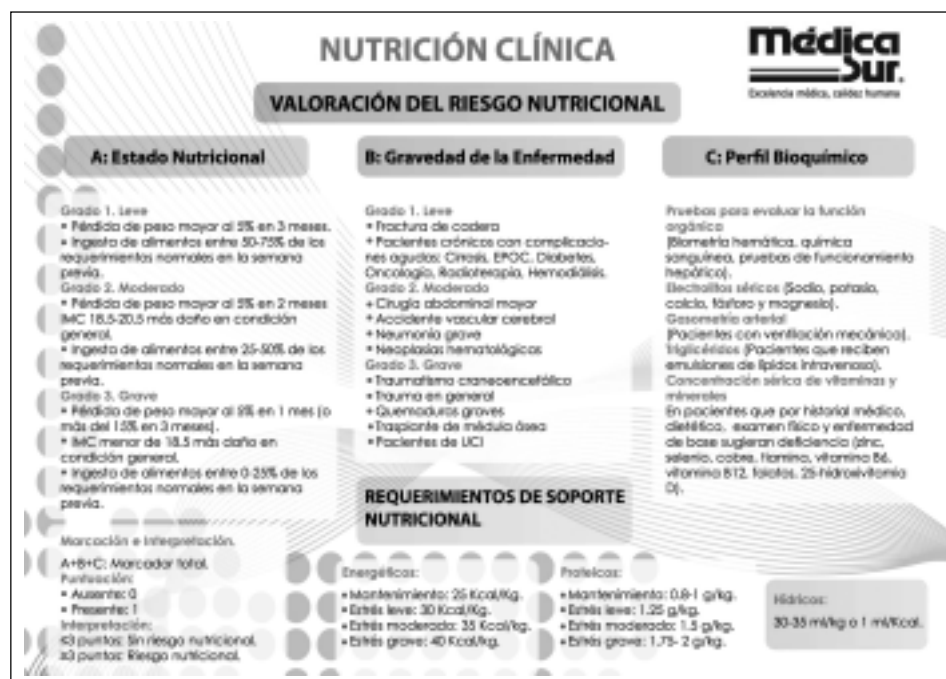 NUTRICIÓN CLÍNICA
Médica
Sur.
Excelencia médica, calidez humana
VALORACIÓN DEL RIESGO NUTRICIONAL
A: Estado Nutricional
Grado 1. Leve
• Pérdida de peso mayor al 5% en 3 meses.
• Ingesta de alimentos entre 50-75% de los
requerimientos normales en la semana
previa.
Grado 2. Moderado
• Pérdida de peso mayor al 5% en 2 meses
IMC 18.5-20.5 más daño en condición
general.
• Ingesta de alimentos entre 25-50% de los
requerimientos normales en la semana
previa.
Grado 3. Grave
• Pérdida de peso mayor al 5% en 1 mes (o
más del 15% en 3 meses).
• IMC menor de 18.5 más daño en
condición general.
• Ingesta de alimentos entre 0-25% de los
requerimientos normales en la semana
previa.
B: Gravedad de la Enfermedad
Grado 1. Leve
• Fractura de cadera
• Pacientes crónicos con complicacio-
nes agudas: Cirrosis, EPOC, Diabetes,
Oncología, Radioterapia, Hemodiálisis.
Grado 2. Moderado
• Cirugía abdominal mayor
• Accidente vascular cerebral
• Neumonía grave
• Neoplasias hematológicas
Grado 3. Grave
• Traumatismo craneoencefálico
• Trauma en general
• Quemaduras graves
• Trasplante de médula ósea
• Pacientes de UCI
C: Perfil Bioquímico
Pruebas para evaluar la función
orgánica
(Biometría hemática, química
sanguínea, pruebas de funcionamiento
hepático).
Electrolitos séricos (Sodio, potasio,
calcio, fósforo y magnesio).
Gasometría arterial
(Pacientes con ventilación mecánica).
Triglicéridos (Pacientes que reciben
emulsiones de lípidos intravenosa).
Concentración sérica de vitaminas y
minerales
En pacientes que por historial médico,
dietético, examen físico y enfermedad
de base sugieran deficiencia (zinc,
selenio, cobre, tiamina, vitamina B6,
vitamina B12, folatos, 25-hidroxivitamina
D).
Marcación e Interpretación.
A+B+C: Marcador total.
Puntuación:
• Ausente: 0
• Presente: 1
Interpretación:
≤3 puntos: Sin riesgo nutricional.
≥3 puntos: Riesgo nutricional.
REQUERIMIENTOS DE SOPORTE
NUTRICIONAL
Energéticos:
• Mantenimiento: 25 Kcal/Kg.
• Estrés leve: 30 Kcal/Kg.
• Estrés moderado: 35 Kcal/Kg.
• Estrés grave: 40 Kcal/Kg.
Proteicos:
• Mantenimiento: 0.8-1 g/kg.
• Estrés leve: 1.25 g/kg.
• Estrés moderado: 1.5 g/kg.
• Estrés grave: 1.75- 2 g/kg.
Hídricos:
30-35 ml/kg o 1 ml/Kcal.